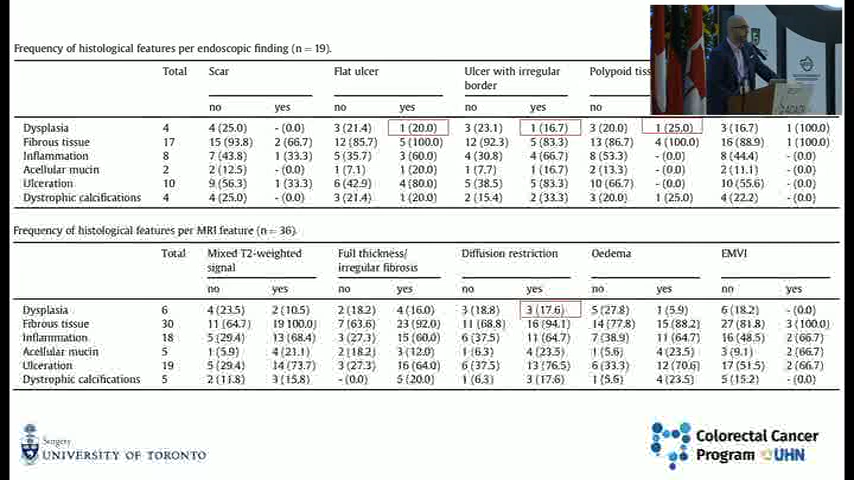 Frequency of histological features per endoscopic finding (n = 19).
Total Scar Flat ulcer Ulcer with irregular border Polypoid
no yes no yes no yes no
Dysplasia 4 4 (25.0) - (0.0) 3 (21.4) 1 (20.0) 3 (23.1) 1 (16.7) 3 (20.0) 1 (25.0) 3 (16.7) 1 (100.0)
Fibrous tissue 17 15 (93.8) 2 (66.7) 12 (85.7) 5 (100.0) 12 (92.3) 5 (83.3) 13 (86.7) 4 (100.0) 16 (88.9) 1 (100.0)
Inflammation 8 7 (43.8) 1 (33.3) 5 (35.7) 3 (60.0) 4 (30.8) 4 (66.7) 8 (53.3) - (0.0) 8 (44.4) - (0.0)
Acellular mucin 2 2 (12.5) - (0.0) 1 (7.1) 1 (20.0) 1 (7.7) 1 (16.7) 2 (13.3) - (0.0) 2 (11.1) - (0.0)
Ulceration 10 9 (56.3) 1 (33.3) 6 (42.9) 4 (80.0) 5 (38.5) 5 (83.3) 10 (66.7) - (0.0) 10 (55.6) - (0.0)
Dystrophic calcifications 4 4 (25.0) - (0.0) 3 (21.4) 1 (20.0) 2 (15.4) 2 (33.3) 3 (20.0) 1 (25.0) 4 (22.2) - (0.0)
Frequency of histological features per MRI feature (n = 36).
Total Mixed T2-weighted signal Full thickness/ irregular fibrosis Diffusion restriction Oedema EMVI
no yes no yes no yes no yes no yes
Dysplasia 6 4 (23.5) 2 (10.5) 2 (18.2) 4 (16.0) 3 (18.8) 3 (17.6) 5 (27.8) 1 (5.9) 6 (18.2) - (0.0)
Fibrous tissue 30 11 (64.7) 19 100.0) 7 (63.6) 23 (92.0) 11 (68.8) 16 (94.1) 14 (77.8) 15 (88.2) 27 (81.8) 3 (100.0)
Inflammation 18 5 (29.4) 13 (68.4) 3 (27.3) 15 (60.0) 6 (37.5) 11 (64.7) 7 (38.9) 11 (64.7) 16 (48.5) 2 (66.7)
Acellular mucin 5 1 (5.9) 4 (21.1) 2 (18.2) 3 (12.0) 1 (6.3) 4 (23.5) 1 (5.6) 4 (23.5) 3 (9.1) 2 (66.7)
Ulceration 19 5 (29.4) 14 (73.7) 3 (27.3) 16 (64.0) 6 (37.5) 13 (76.5) 6 (33.3) 12 (70.6) 17 (51.5) 2 (66.7)
Dystrophic calcifications 5 2 (11.8) 3 (15.8) - (0.0) 5 (20.0) 1 (6.3) 3 (17.6) 1 (5.6) 4 (23.5) 5 (15.2) - (0.0)
Surgery
UNIVERSITY OF TORONTO
Colorectal Cancer
Program UHN